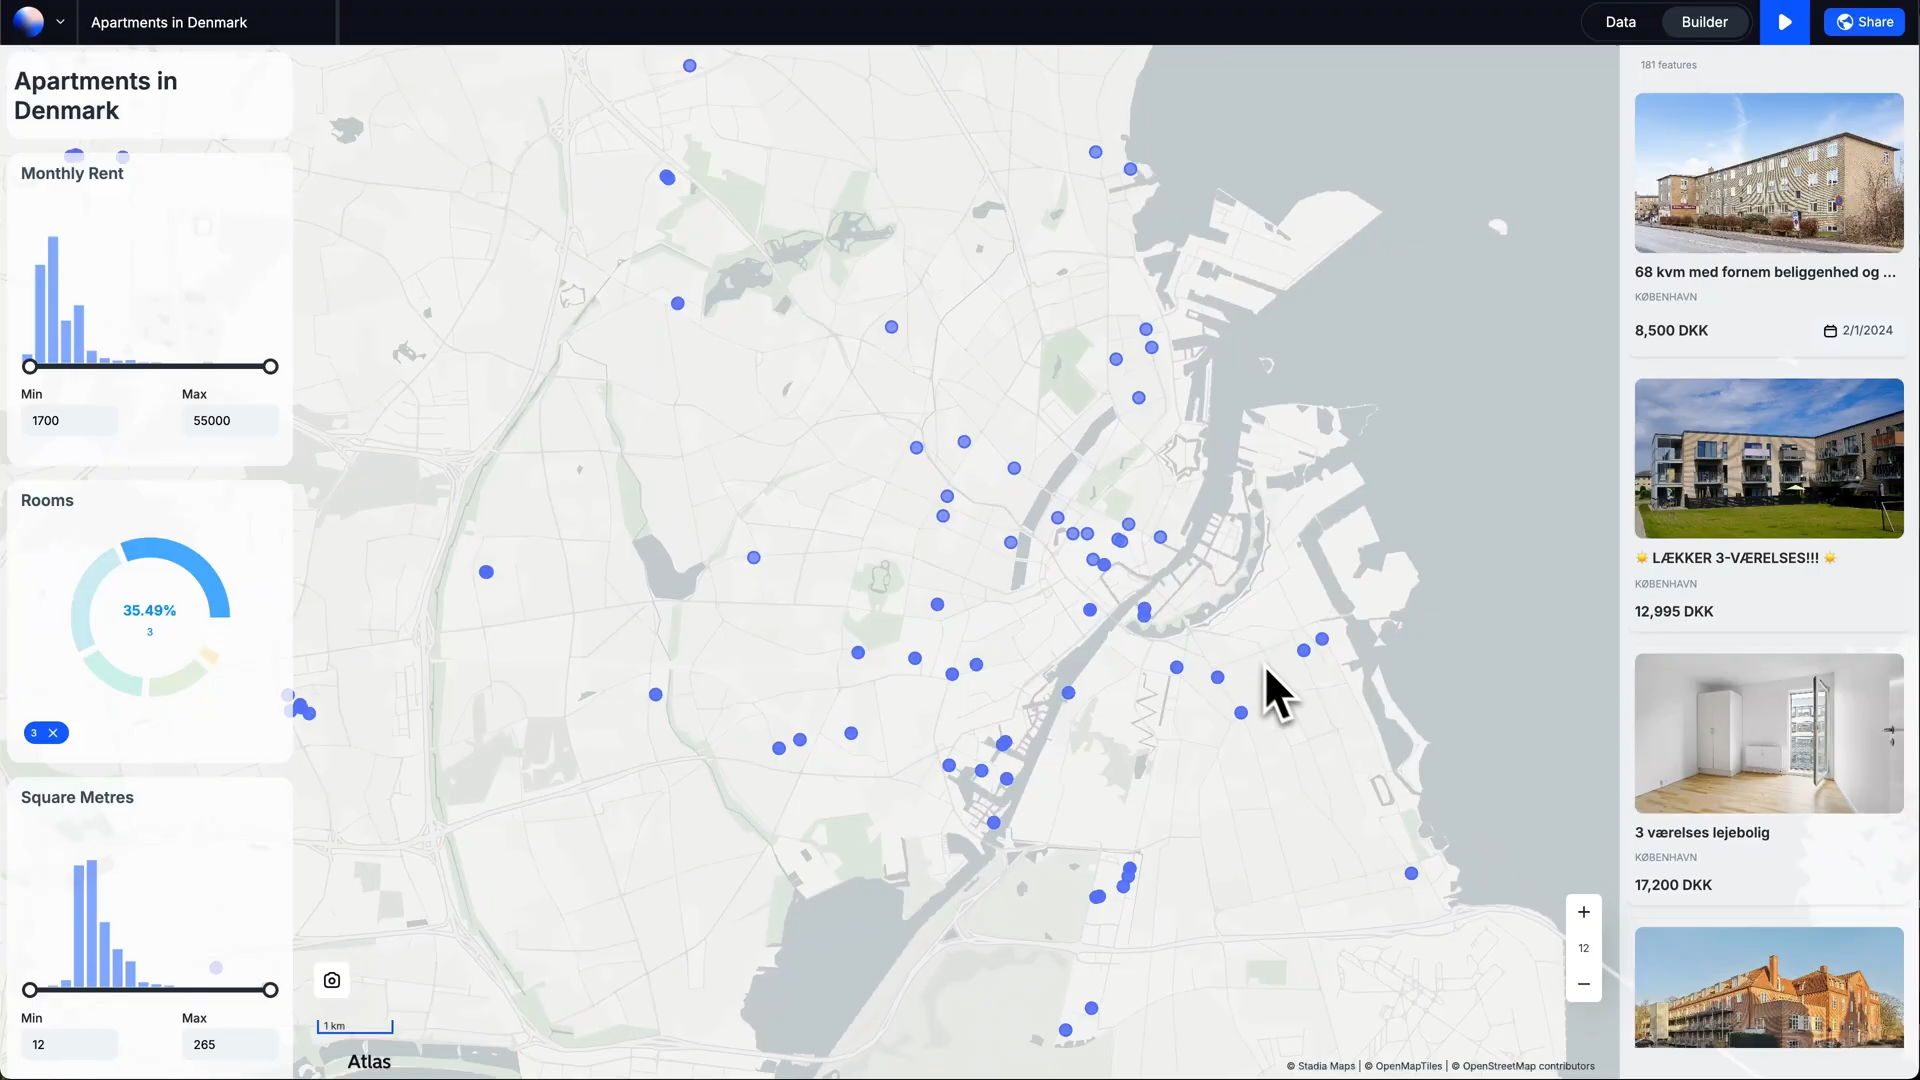 Apartments in Denmark
Data
Builder
Share
Apartments in
Denmark
Monthly Rent
Min
Max
1700
55000
Rooms
35.49%
3
3
Square Metres
Min
Max
12
265
1 km
Atlas
12
© Stadia Maps | © OpenMapTiles | © OpenStreetMap contributors
181 features
68 kvm med fornem beliggenhed og ...
KØBENHAVN
8,500 DKK
2/1/2024
LÆKKER 3-VÆRELSES!!!
KØBENHAVN
12,995 DKK
3 værelses lejebolig
KØBENHAVN
17,200 DKK